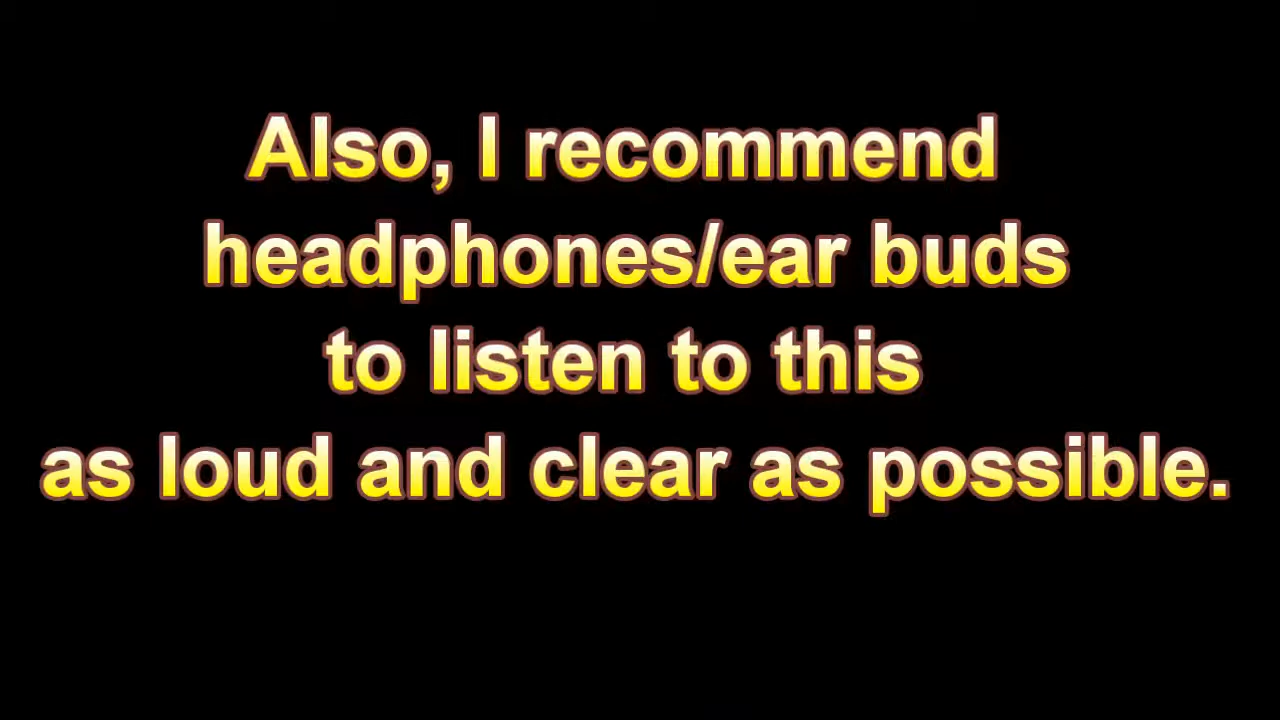 Also, I recommend
headphones/ear buds
to listen to this
as loud and clear as possible.